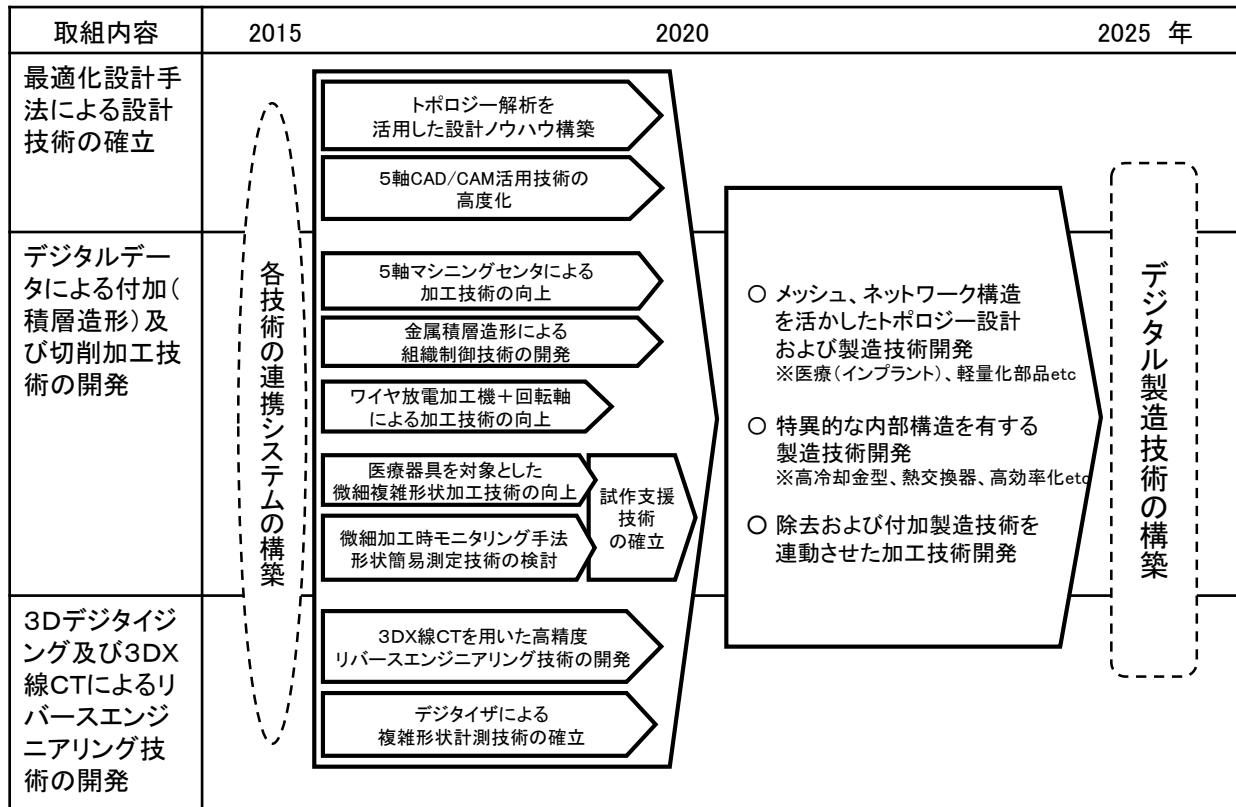 取組内容
2015
2020
2025 年
最適化設計手
法による設計
技術の確立
デジタルデー
タによる付加(
積層造形)及
び切削加工技
術の開発
3Dデジタイジ
ング及び3DX
線CTによるリ
バースエンジ
ニアリング技
術の開発
各技術の連携システムの構築
トポロジー解析を
活用した設計ノウハウ構築
5軸CAD/CAM活用技術の
高度化
5軸マシニングセンタによる
加工技術の向上
金属積層造形による
組織制御技術の開発
ワイヤ放電加工機+回転軸
による加工技術の向上
医療器具を対象とした
微細複雑形状加工技術の向上
微細加工時モニタリング手法
形状簡易測定技術の検討
試作支援
技術
の確立
3DX線CTを用いた高精度
リバースエンジニアリング技術の開発
デジタイザによる
複雑形状計測技術の確立
○ メッシュ、ネットワーク構造
を活かしたトポロジー設計
および製造技術開発
※医療(インプラント)、軽量化部品etc
○ 特異的な内部構造を有する
製造技術開発
※高冷却金型、熱交換器、高効率化etc
○ 除去および付加製造技術を
連動させた加工技術開発
デジタル製造技術の構築